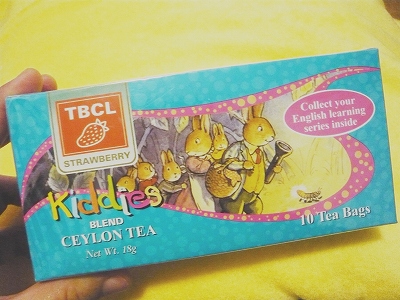 TBCL
STRAWBERRY
Collect your
English learning
series inside
Kiddies
BLEND
CEYLON TEA
Net Wt. 18g
10 Tea Bags